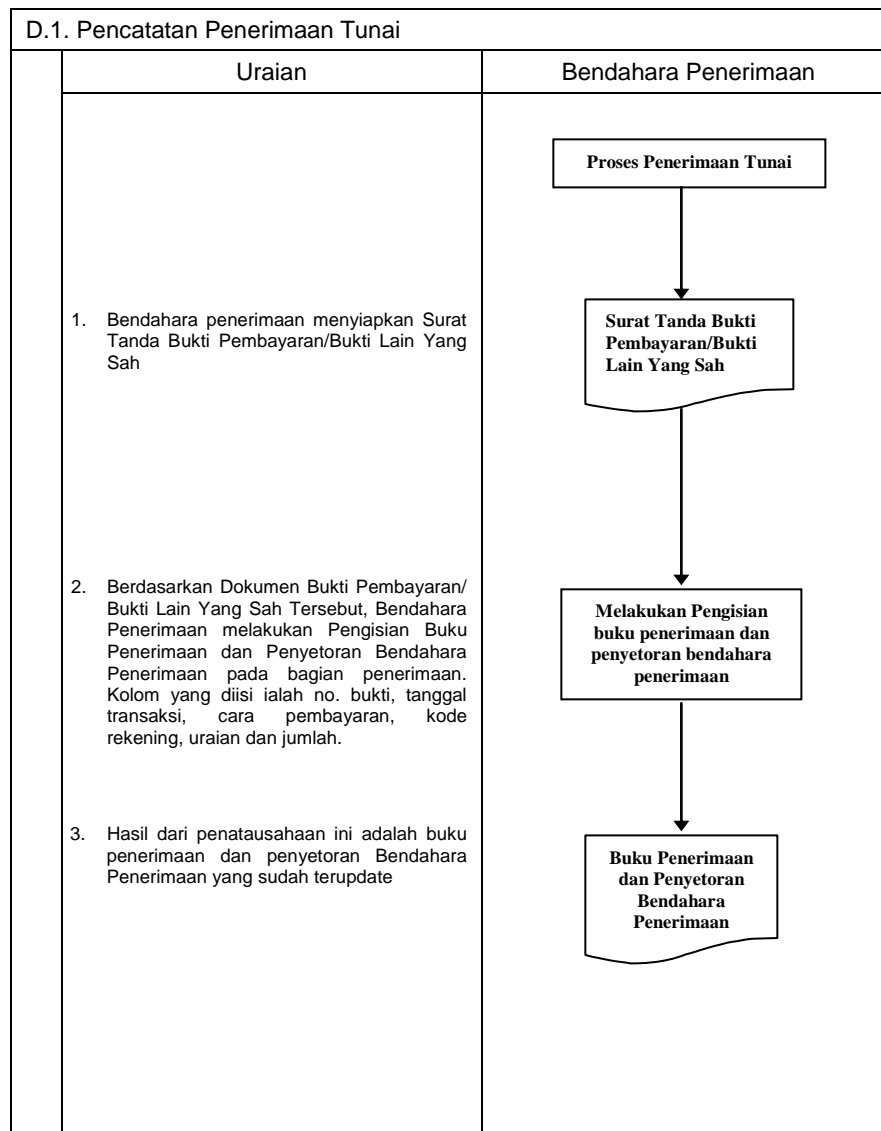 D.1. Pencatatan Penerimaan Tunai
Uraian
Bendahara Penerimaan
Proses Penerimaan Tunai
1. Bendahara penerimaan menyiapkan Surat
Tanda Bukti Pembayaran/Bukti Lain Yang
Sah
Surat Tanda Bukti
Pembayaran/Bukti
Lain Yang Sah
2. Berdasarkan Dokumen Bukti Pembayaran/
Bukti Lain Yang Sah Tersebut, Bendahara
Penerimaan melakukan Pengisian Buku
Penerimaan dan Penyetoran Bendahara
Penerimaan pada bagian penerimaan.
Kolom yang diisi ialah no. bukti, tanggal
transaksi, cara pembayaran, kode
rekening, uraian dan jumlah.
Melakukan Pengisian
buku penerimaan dan
penyetoran bendahara
penerimaan
3. Hasil dari penatausahaan ini adalah buku
penerimaan dan penyetoran Bendahara
Penerimaan yang sudah terupdate
Buku Penerimaan
dan Penyetoran
Bendahara
Penerimaan